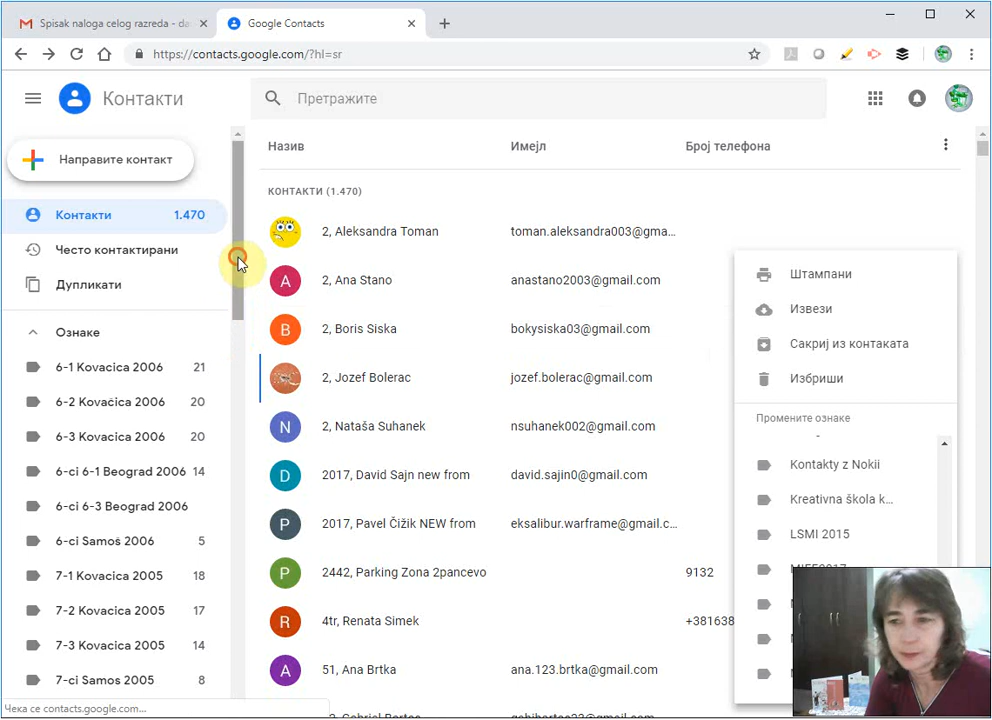 Spisak naloga celog razreda - da
Google Contacts
https://contacts.google.com/?hl=sr
Контакти
Претражите
Направите контакт
Контакти 1.470
Често контактирани
Дупликати
Ознаке
6-1 Kovacica 2006 21
6-2 Kovačica 2006 20
6-3 Kovacica 2006 20
6-ci 6-1 Beograd 2006 14
6-ci 6-3 Beograd 2006
6-ci Samos 2006 5
7-1 Kovacica 2005 18
7-2 Kovacica 2005 17
7-3 Kovacica 2005 14
7-ci Samos 2005 8
Чека се contacts.google.com...
Назив Имејл Број телефона
КОНТАКТИ (1.470)
2, Aleksandra Toman toman.aleksandra003@gma...
A 2, Ana Stano anastano2003@gmail.com
B 2, Boris Siska bokysiska03@gmail.com
2, Jozef Bolerac jozef.bolerac@gmail.com
N 2, Nataša Suhanek nsuhanek002@gmail.com
D 2017, David Sajn new from david.sajin0@gmail.com
P 2017, Pavel Čižik NEW from eksalibur.warframe@gmail.c...
P 2442, Parking Zona 2pancevo 9132
R 4tr, Renata Simek +381638
A 51, Ana Brtka ana.123.brtka@gmail.com
Штампани
Извези
Сакриј из контаката
Избриши
Промените ознаке
Kontakty z Nokii
Kreativna škola k...
LSMI 2015